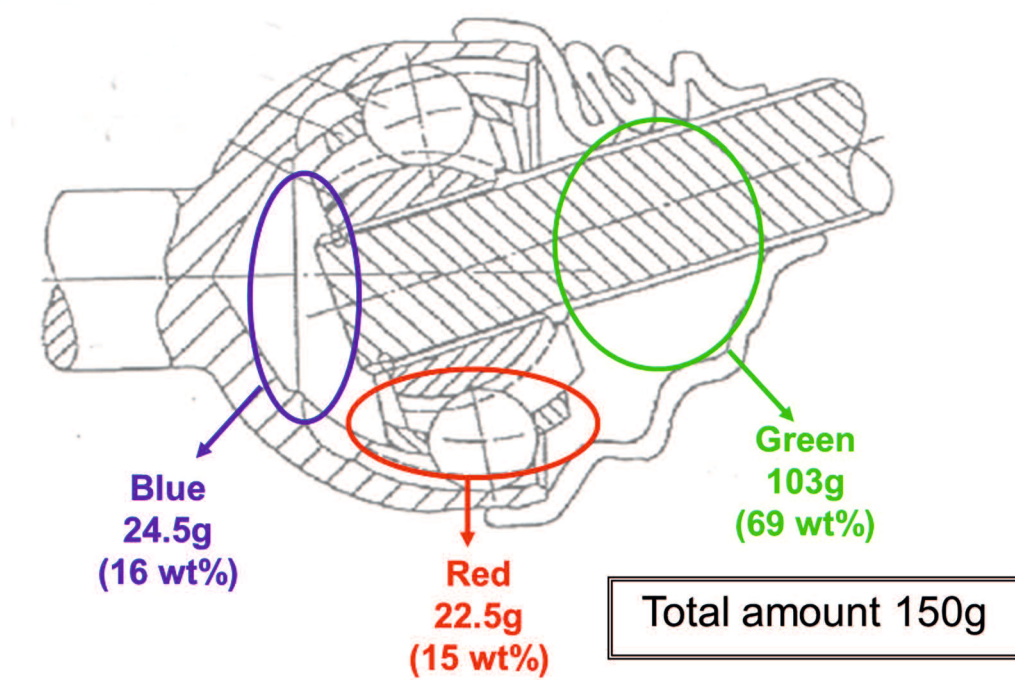 Blue
24.5g
(16 wt%)
Red
22.5g
(15 wt%)
Green
103g
(69 wt%)
Total amount 150g